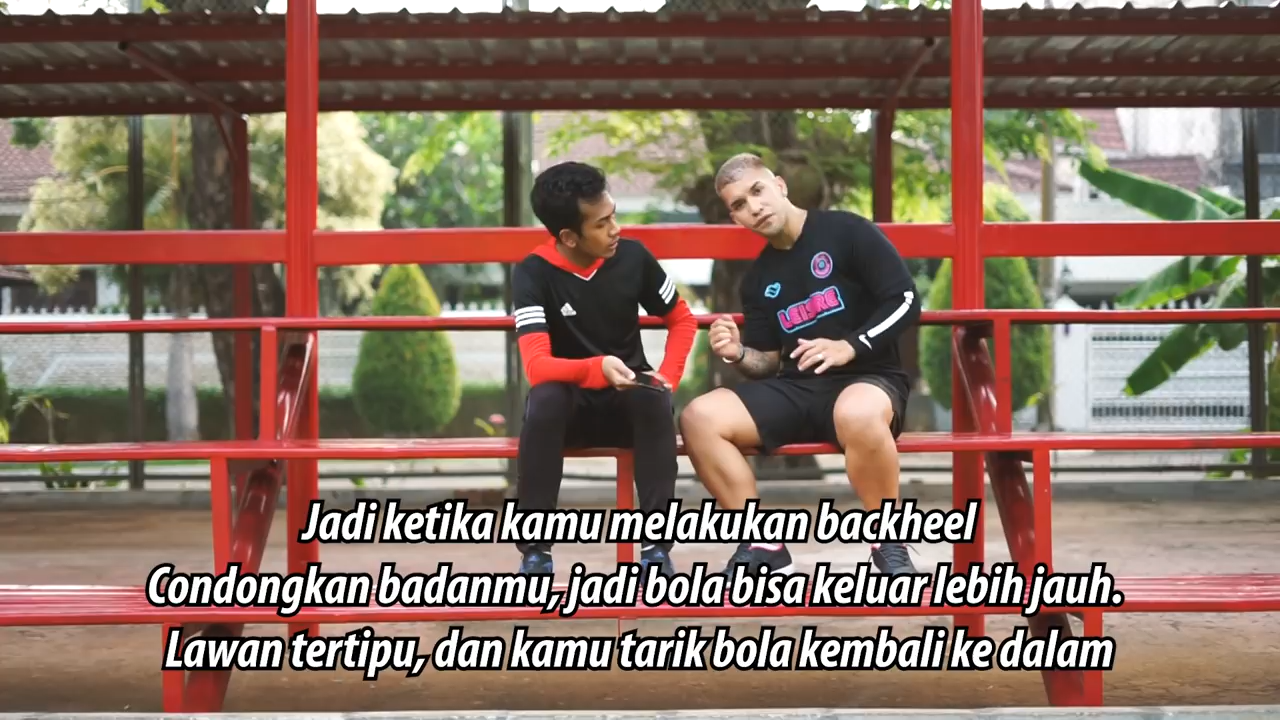 LEISRE
Jadi ketika kamu melakukan backheel
Condongkan badanmu, jadi bola bisa keluar lebih jauh.
Lawan tertipu, dan kamu tarik bola kembali ke dalam